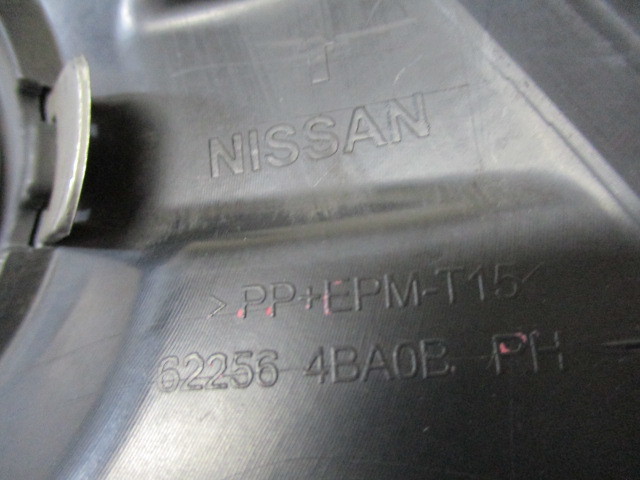 NISSAN
>PP+EPM-T15<
62256 4BA0B PH